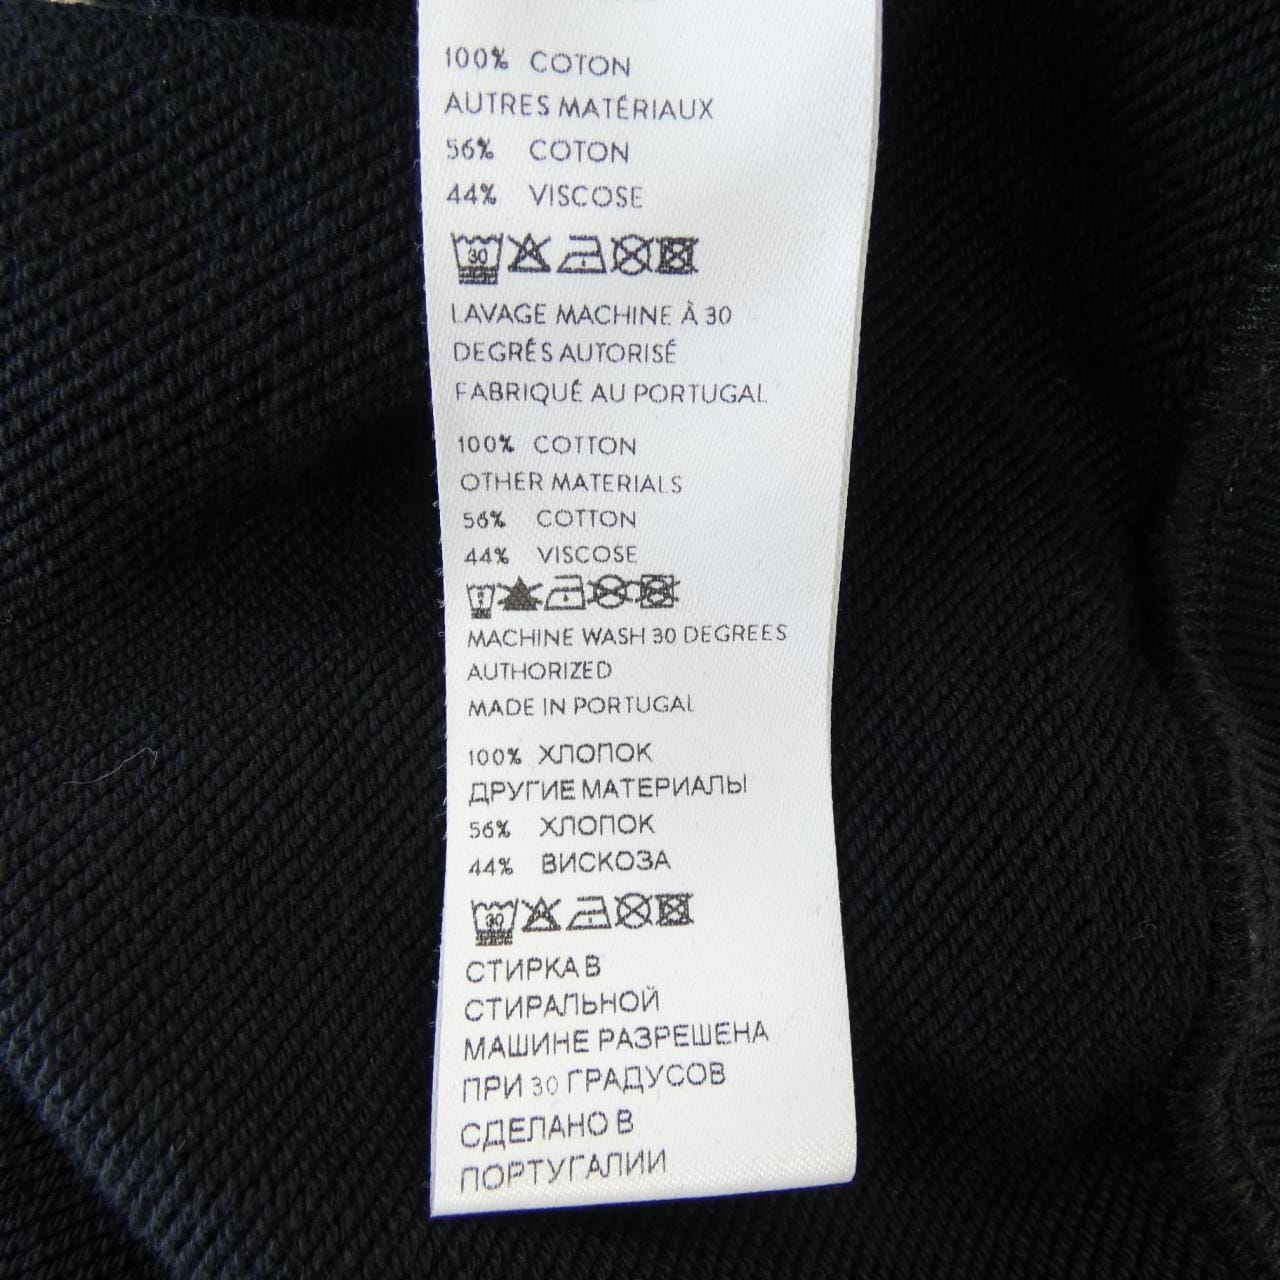 100% COTON
AUTRES MATÉRIAUX
56% COTON
44% VISCOSE
30
LAVAGE MACHINE À 30
DEGRÉS AUTORISÉ
FABRIQUÉ AU PORTUGAL
100% COTTON
OTHER MATERIALS
56% COTTON
44% VISCOSE
MACHINE WASH 30 DEGREES
AUTHORIZED
MADE IN PORTUGAL
100% ХЛОПОК
ДРУГИЕ МАТЕРИАЛЫ
56% ХЛОПОК
44% ВИСКОЗА
30
СТИРКА В
СТИРАЛЬНОЙ
МАШИНЕ РАЗРЕШЕНА
ПРИ 30 ГРАДУСОВ
СДЕЛАНО В
ПОРТУГАЛИИ